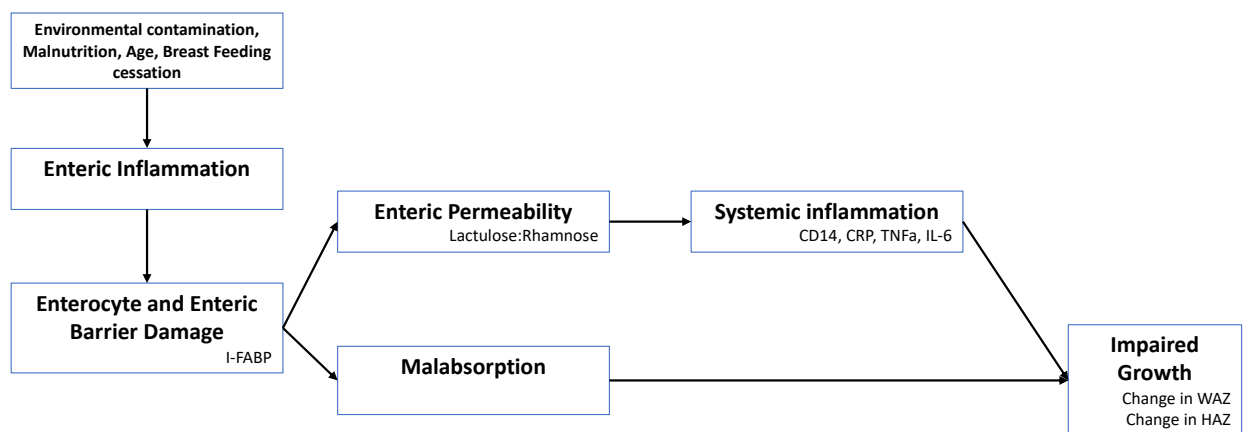 Environmental contamination,
Malnutrition, Age, Breast Feeding
cessation
Enteric Inflammation
Enterocyte and Enteric
Barrier Damage
I-FABP
Enteric Permeability
Lactulose:Rhamnose
Systemic inflammation
CD14, CRP, TNFa, IL-6
Malabsorption
Impaired
Growth
Change in WAZ
Change in HAZ